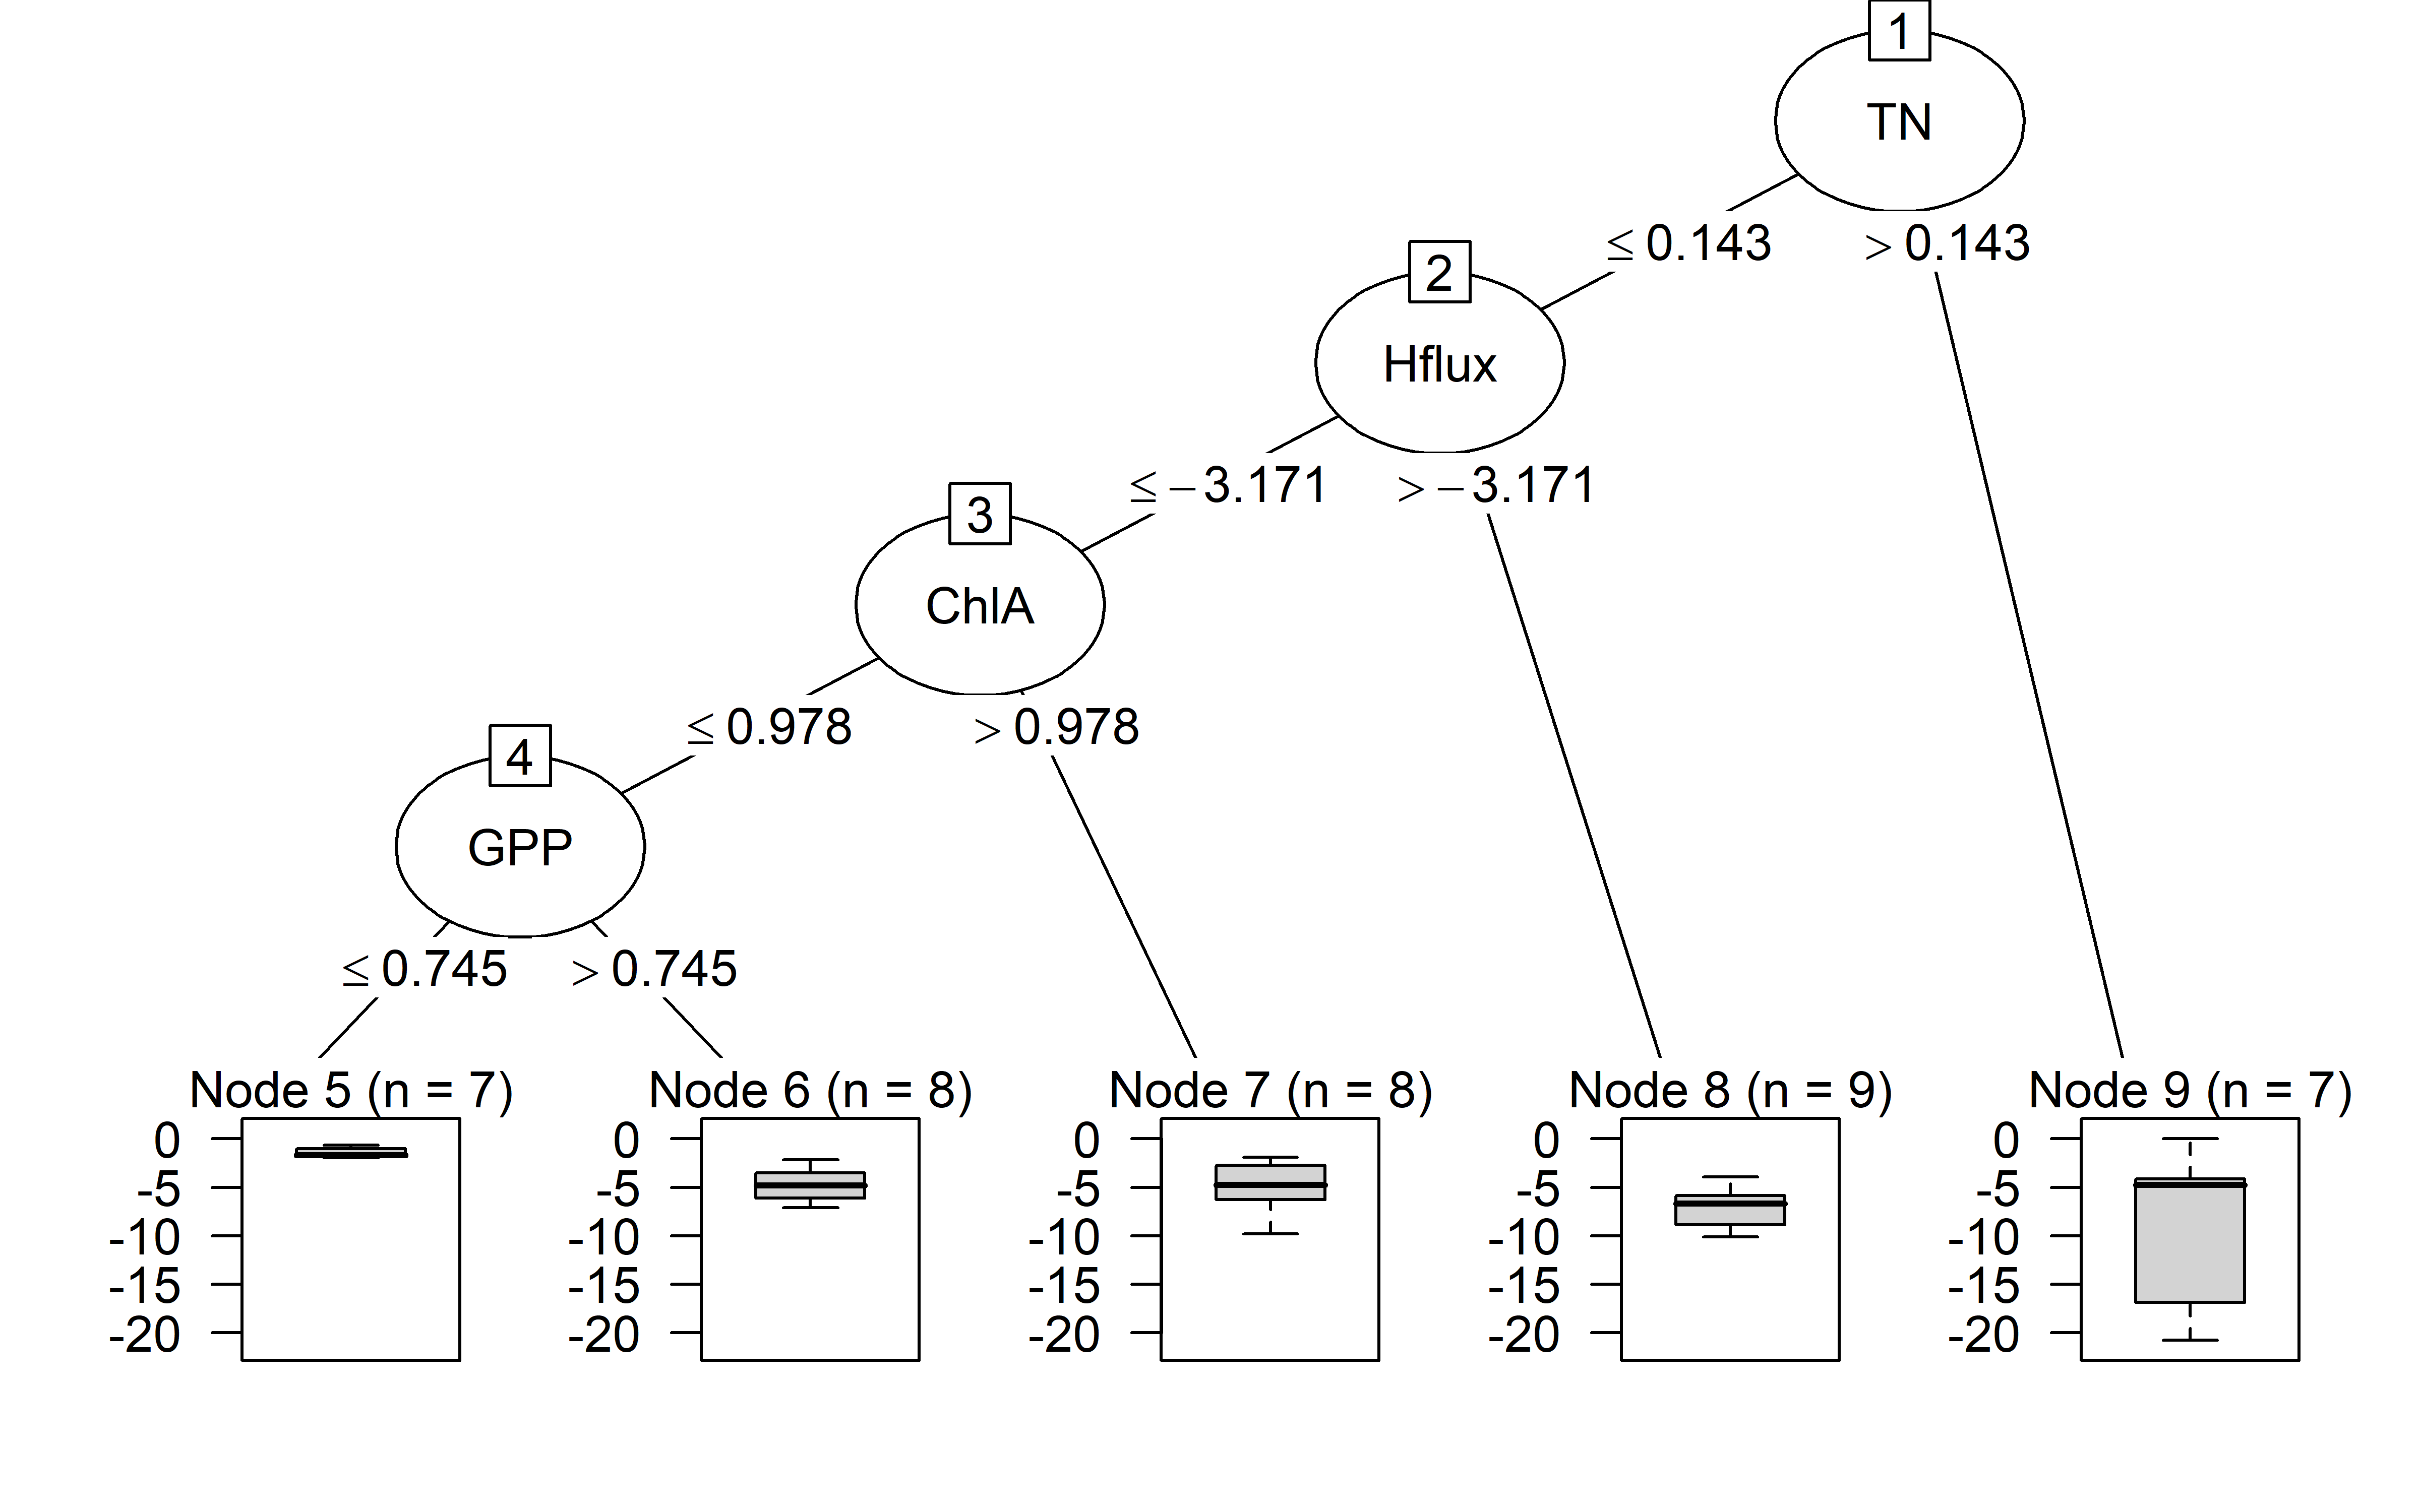 1
TN
≤ 0.143 > 0.143
2
Hflux
≤ −3.171 > −3.171
3
ChlA
≤ 0.978 > 0.978
4
GPP
≤ 0.745 > 0.745
Node 5 (n = 7) Node 6 (n = 8) Node 7 (n = 8) Node 8 (n = 9) Node 9 (n = 7)
0 0 0 0 0
-5 -5 -5 -5 -5
-10 -10 -10 -10 -10
-15 -15 -15 -15 -15
-20 -20 -20 -20 -20